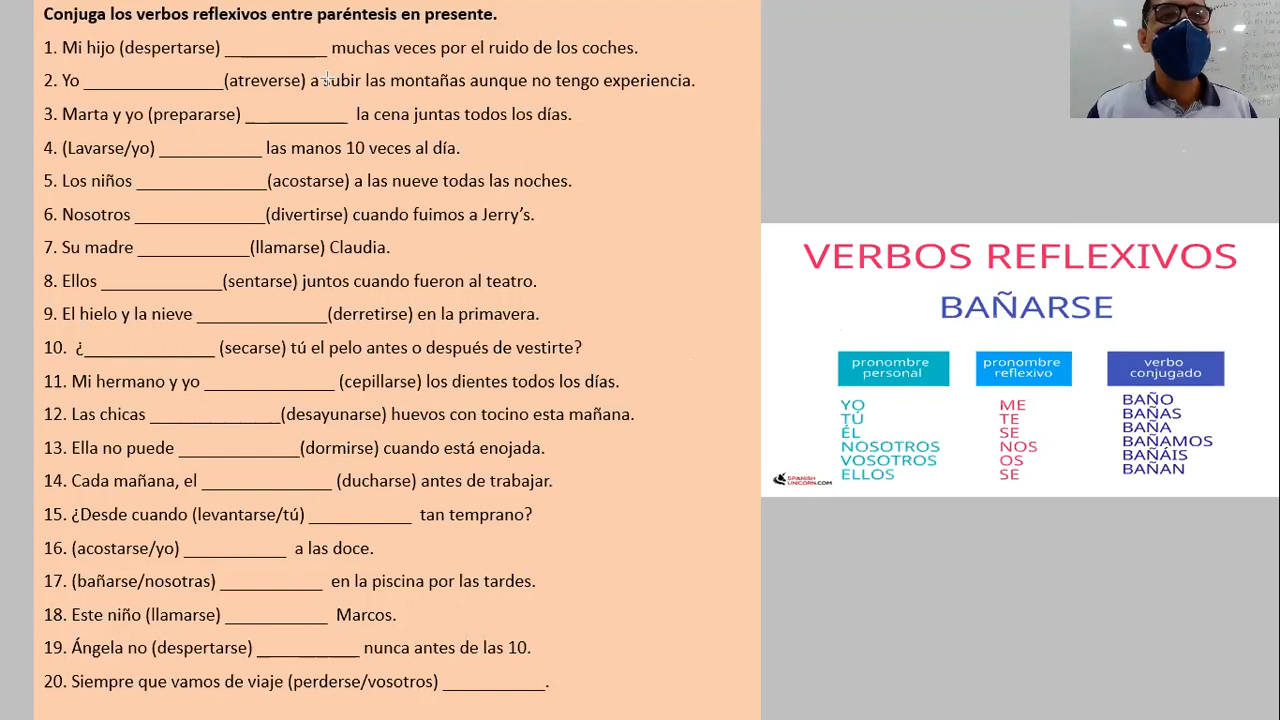 Conjuga los verbos reflexivos entre paréntesis en presente.
1. Mi hijo (despertarse) ___________ muchas veces por el ruido de los coches.
2. Yo _______________(atreverse) a subir las montañas aunque no tengo experiencia.
3. Marta y yo (prepararse) ___________ la cena juntas todos los días.
4. (Lavarse/yo) ___________ las manos 10 veces al día.
5. Los niños ______________(acostarse) a las nueve todas las noches.
6. Nosotros ______________(divertirse) cuando fuimos a Jerry’s.
7. Su madre ____________(llamarse) Claudia.
8. Ellos _____________(sentarse) juntos cuando fueron al teatro.
9. El hielo y la nieve ______________(derretirse) en la primavera.
10. ¿______________ (secarse) tú el pelo antes o después de vestirte?
11. Mi hermano y yo ______________ (cepillarse) los dientes todos los días.
12. Las chicas ______________(desayunarse) huevos con tocino esta mañana.
13. Ella no puede _____________(dormirse) cuando está enojada.
14. Cada mañana, el ______________ (ducharse) antes de trabajar.
15. ¿Desde cuando (levantarse/tú) ___________ tan temprano?
16. (acostarse/yo) ___________ a las doce.
17. (bañarse/nosotras) ___________ en la piscina por las tardes.
18. Este niño (llamarse) ___________ Marcos.
19. Ángela no (despertarse) ___________ nunca antes de las 10.
20. Siempre que vamos de viaje (perderse/vosotros) ___________.
VERBOS REFLEXIVOS
BAÑARSE
pronombre personal
pronombre reflexivo
verbo conjugado
YO ME BAÑO
TÚ TE BAÑAS
ÉL SE BAÑA
NOSOTROS NOS BAÑAMOS
VOSOTROS OS BAÑÁIS
ELLOS SE BAÑAN
SPANISH
UNICORN.COM